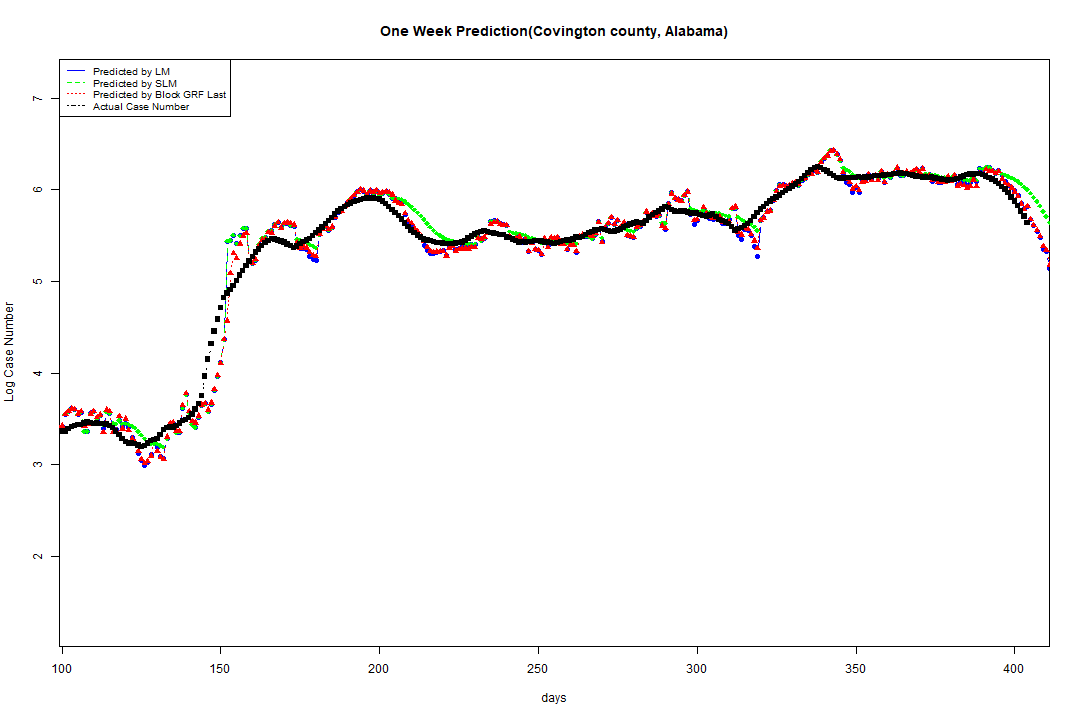 One Week Prediction(Covington county, Alabama)
Predicted by LM
Predicted by SLM
Predicted by Block GRF Last
Actual Case Number
7
6
5
4
3
2
Log Case Number
100 150 200 250 300 350 400
days